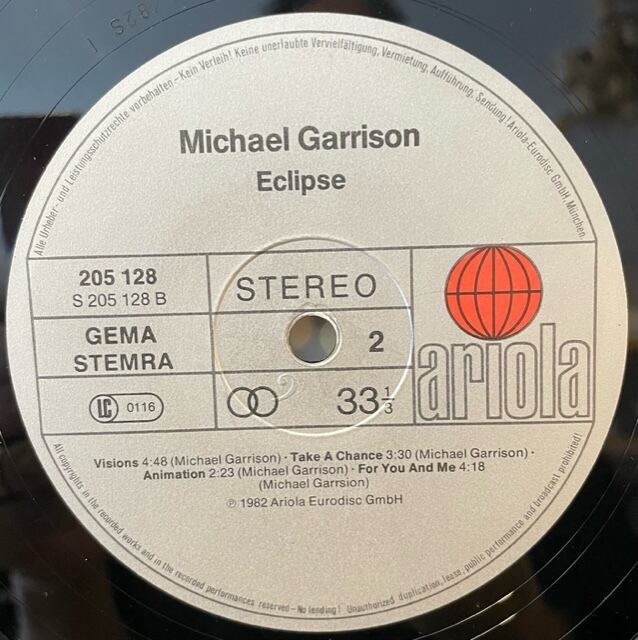 Alle Urheber- und Leistungsschutzrechte vorbehalten - Kein Verleih! Keine unerlaubte Vervielfältigung, Vermietung, Aufführung, Sendung! Ariola-Eurodisc GmbH, München.
Michael Garrison
Eclipse
205 128
S 205 128 B
STEREO
GEMA
STEMRA
2
LC 0116
33 1/3
ariola
Visions 4:48 (Michael Garrison) · Take A Chance 3:30 (Michael Garrison) ·
Animation 2:23 (Michael Garrison) · For You And Me 4:18
(Michael Garrsion)
℗ 1982 Ariola Eurodisc GmbH
All copyrights in the recorded works and in the recorded performances reserved - No lending! Unauthorized duplication, lease, public performance and broadcast prohibited!